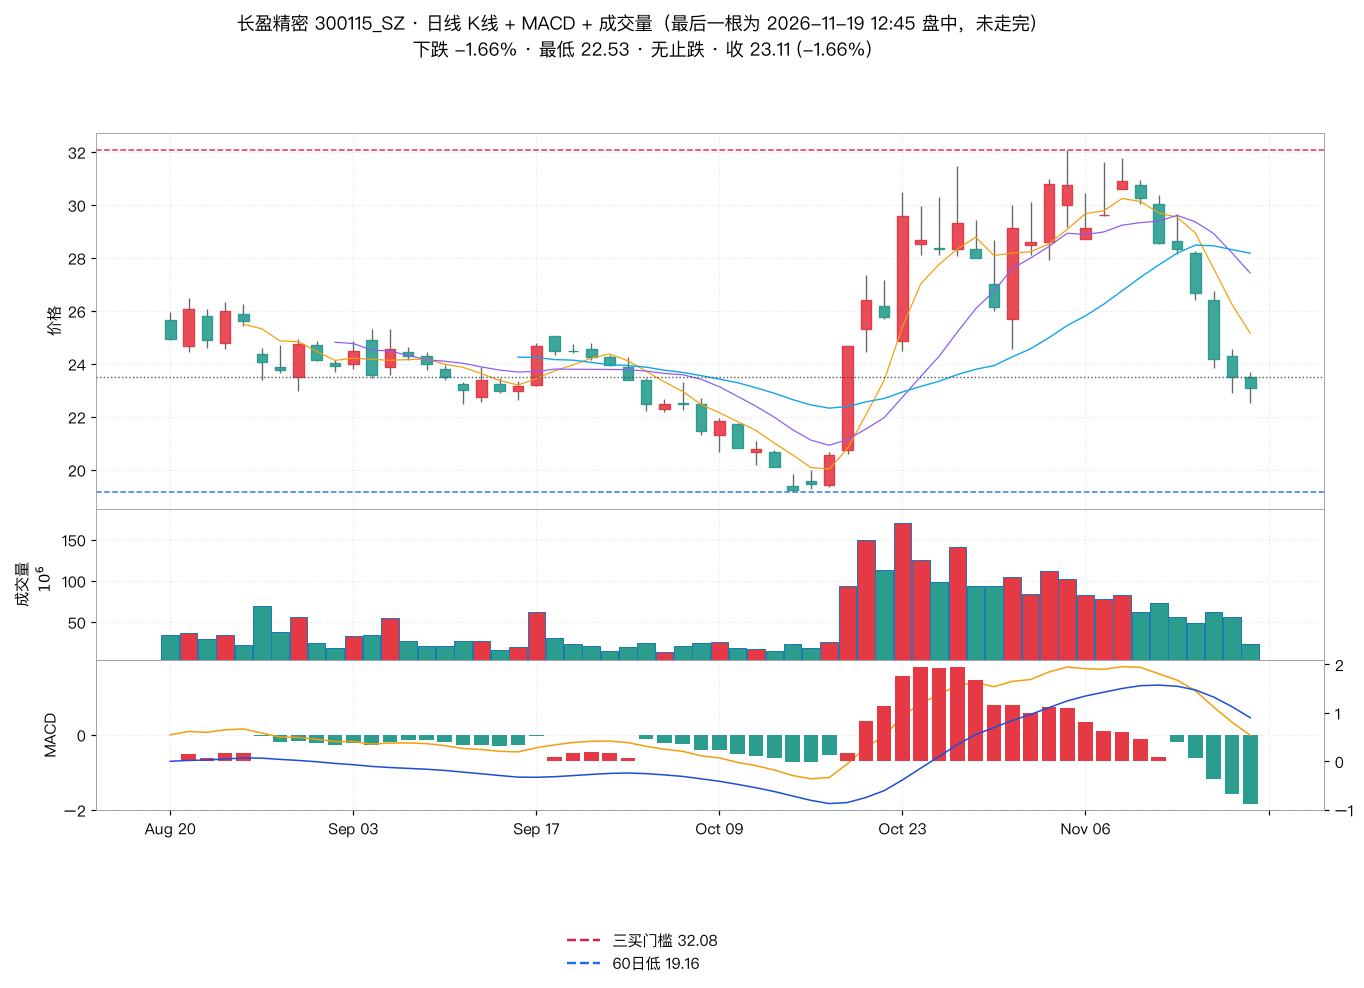 长盈精密 300115_SZ · 日线 K线 + MACD + 成交量（最后一根为 2026−11−19 12:45 盘中，未走完）
下跌 −1.66% · 最低 22.53 · 无止跌 · 收 23.11 (−1.66%)
价格
32
30
28
26
24
22
20
成交量
10⁶
150
100
50
MACD
0
−2
2
1
0
−1
Aug 20
Sep 03
Sep 17
Oct 09
Oct 23
Nov 06
三买门槛 32.08
60日低 19.16